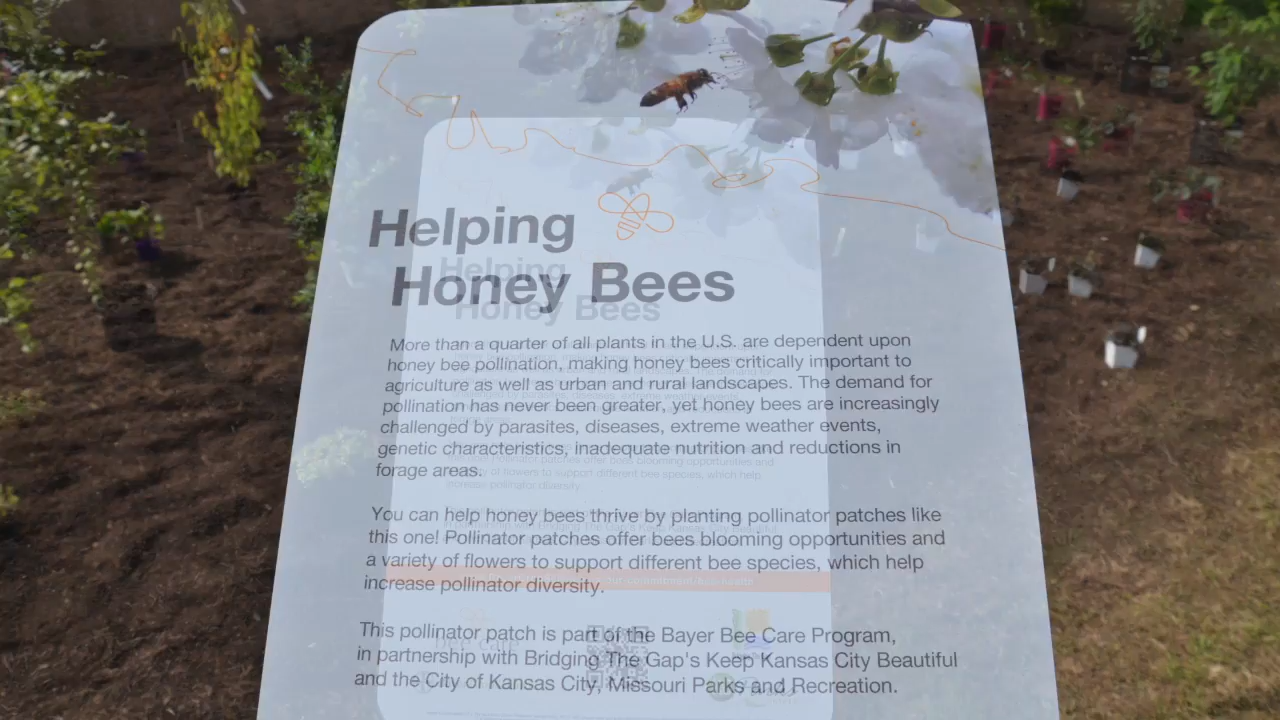 Helping
Honey Bees
More than a quarter of all plants in the U.S. are dependent upon
honey bee pollination, making honey bees critically important to
agriculture as well as urban and rural landscapes. The demand for
pollination has never been greater, yet honey bees are increasingly
challenged by parasites, diseases, extreme weather events,
genetic characteristics, inadequate nutrition and reductions in
forage areas.
You can help honey bees thrive by planting pollinator patches like
this one! Pollinator patches offer bees blooming opportunities and
a variety of flowers to support different bee species, which help
increase pollinator diversity.
This pollinator patch is part of the Bayer Bee Care Program,
in partnership with Bridging The Gap's Keep Kansas City Beautiful
and the City of Kansas City, Missouri Parks and Recreation.